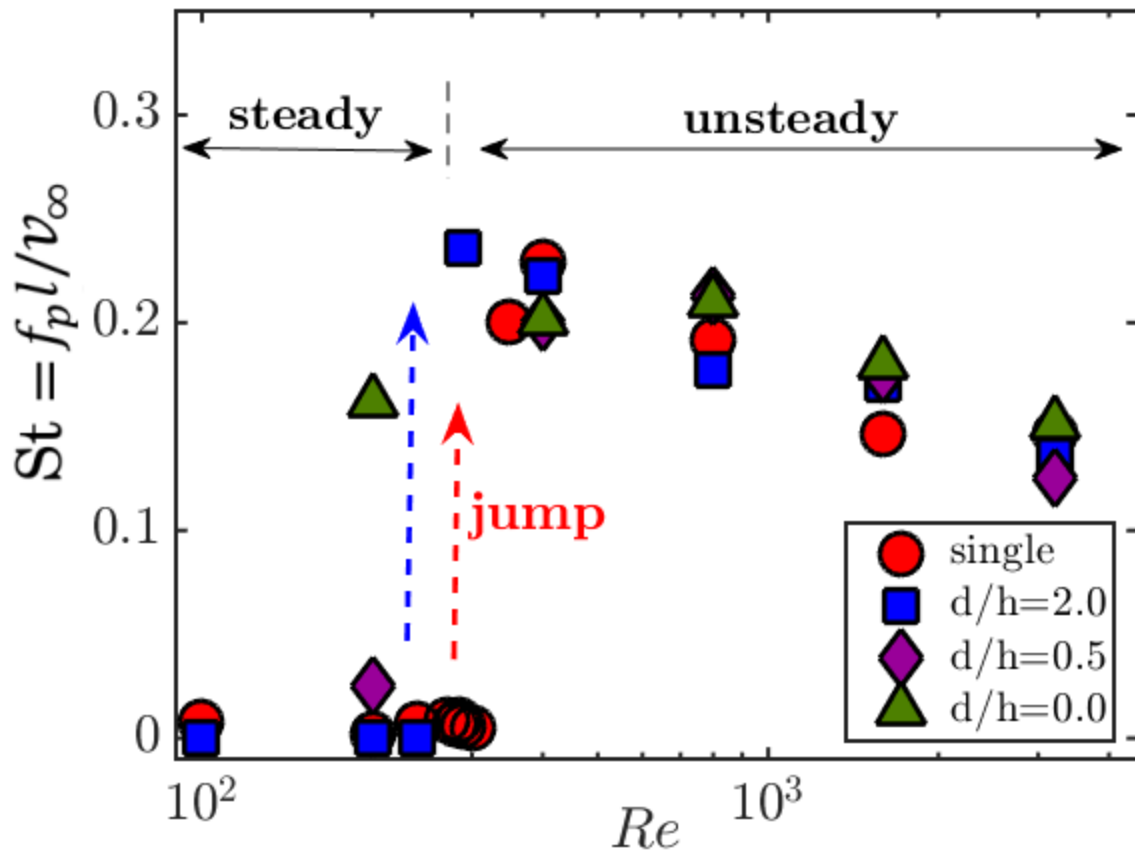 steady
unsteady
0.3
0.2
0.1
0
St = f_p l/v_∞
jump
single
d/h=2.0
d/h=0.5
d/h=0.0
10^2
10^3
Re